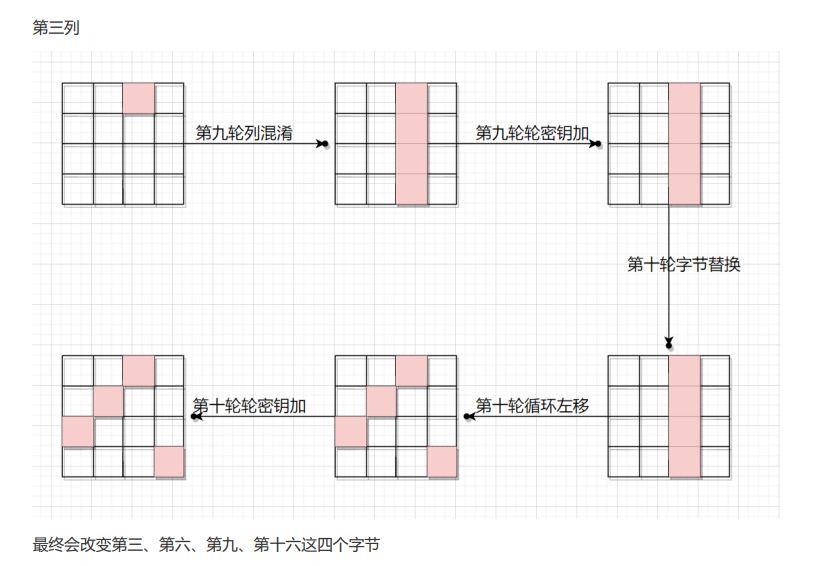 第三列
第九轮列混淆
第九轮轮密钥加
第十轮字节替换
第十轮循环左移
第十轮轮密钥加
最终会改变第三、第六、第九、第十六这四个字节